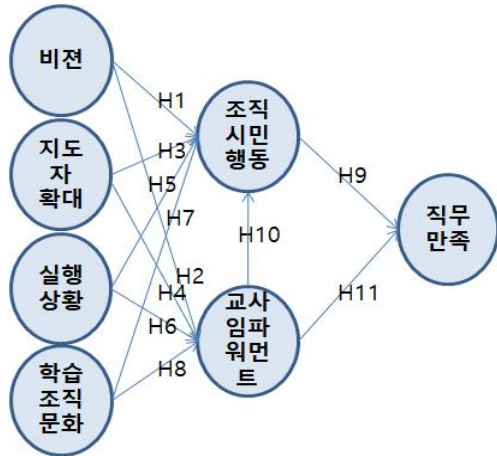 비젼
지도
자
확대
실행
상황
학습
조직
문화
H1
H3
H5
H7
H2
H4
H6
H8
조직
시민
행동
H10
교사
임파
워먼
트
H9
H11
직무
만족